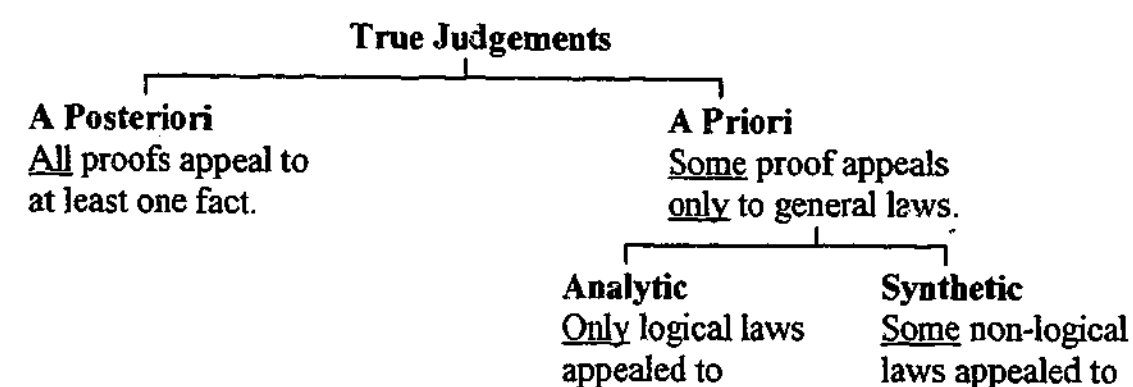 True Judgements
A Posteriori
All proofs appeal to
at least one fact.
A Priori
Some proof appeals
only to general laws.
Analytic
Only logical laws
appealed to
Synthetic
Some non-logical
laws appealed to